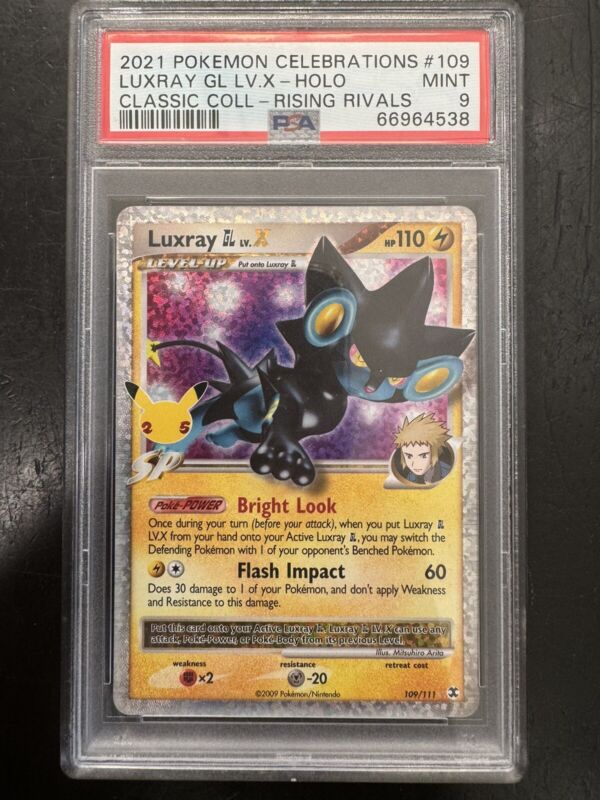 2021 POKEMON CELEBRATIONS #109
LUXRAY GL LV.X-HOLO MINT
CLASSIC COLL-RISING RIVALS 9
PSA 66964538
Luxray GL LV.X HP110
LEVEL-UP Put onto Luxray GL
25
SP
Poké-POWER Bright Look
Once during your turn (before your attack), when you put Luxray GL
LV.X from your hand onto your Active Luxray GL, you may switch the
Defending Pokémon with 1 of your opponent's Benched Pokémon.
Flash Impact 60
Does 30 damage to 1 of your Pokémon, and don't apply Weakness
and Resistance to this damage.
Put this card onto your Active Luxray GL. Luxray GL LV.X can use any
attack, Poké-Power, or Poké-Body from its previous Level.
Illus. Mitsuhiro Arita
weakness resistance retreat cost
×2 -20
©2009 Pokémon/Nintendo 109/111